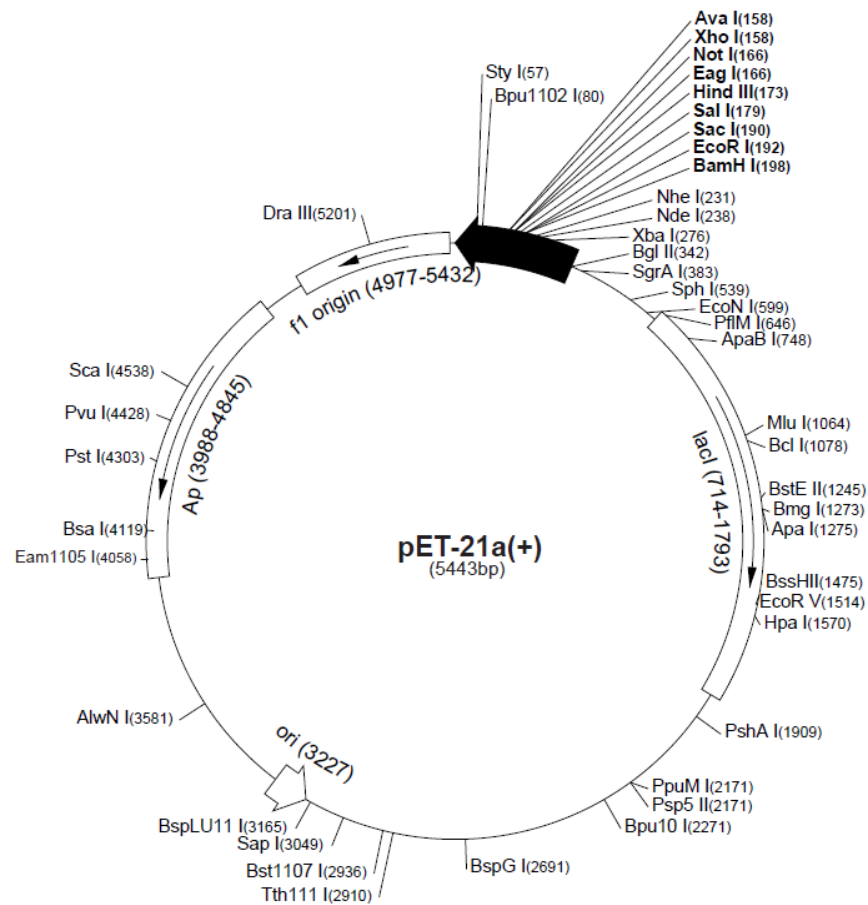 Ava I(158)
Xho I(158)
Not I(166)
Eag I(166)
Hind III(173)
Sal I(179)
Sac I(190)
EcoR I(192)
BamH I(198)
Sty I(57)
Bpu1102 I(80)
Nhe I(231)
Nde I(238)
Xba I(276)
Bgl II(342)
SgrA I(383)
Sph I(539)
EcoN I(599)
PflM I(646)
ApaB I(748)
Dra III(5201)
f1 origin (4977-5432)
Sca I(4538)
Pvu I(4428)
Pst I(4303)
Bsa I(4119)
Eam1105 I(4058)
Ap (3988-4845)
lacI (714-1793)
Mlu I(1064)
Bcl I(1078)
BstE II(1245)
Bmg I(1273)
Apa I(1275)
BssHII(1475)
EcoR V(1514)
Hpa I(1570)
pET-21a(+)
(5443bp)
AlwN I(3581)
ori (3227)
PshA I(1909)
PpuM I(2171)
Psp5 II(2171)
Bpu10 I(2271)
BspLU11 I(3165)
Sap I(3049)
Bst1107 I(2936)
Tth111 I(2910)
BspG I(2691)